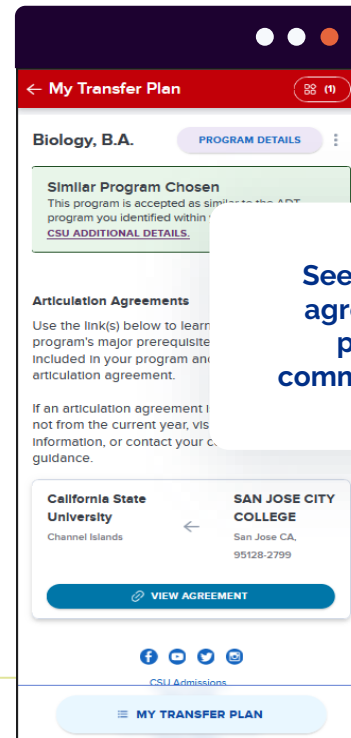 ← My Transfer Plan (1)
Biology, B.A. PROGRAM DETAILS
Similar Program Chosen
This program is accepted as similar to the ADT
program you identified within
CSU ADDITIONAL DETAILS.
See
agr
p
comm
Articulation Agreements
Use the link(s) below to learn
program's major prerequisite
included in your program and
articulation agreement.
If an articulation agreement i
not from the current year, vis
information, or contact your c
guidance.
California State
University
Channel Islands
←
SAN JOSE CITY
COLLEGE
San Jose CA,
95128-2799
VIEW AGREEMENT
CSU Admissions
MY TRANSFER PLAN